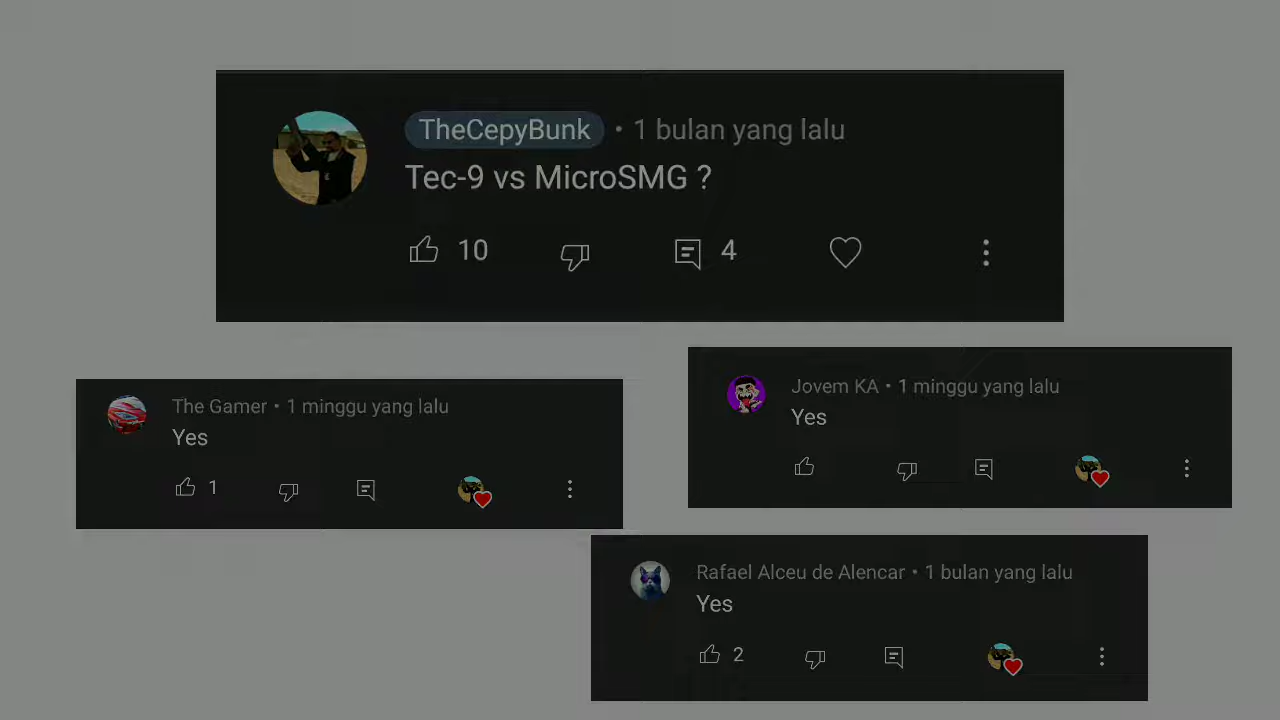 TheCepyBunk • 1 bulan yang lalu
Tec-9 vs MicroSMG ?
10 4
The Gamer • 1 minggu yang lalu
Yes
1
Jovem KA • 1 minggu yang lalu
Yes
Rafael Alceu de Alencar • 1 bulan yang lalu
Yes
2